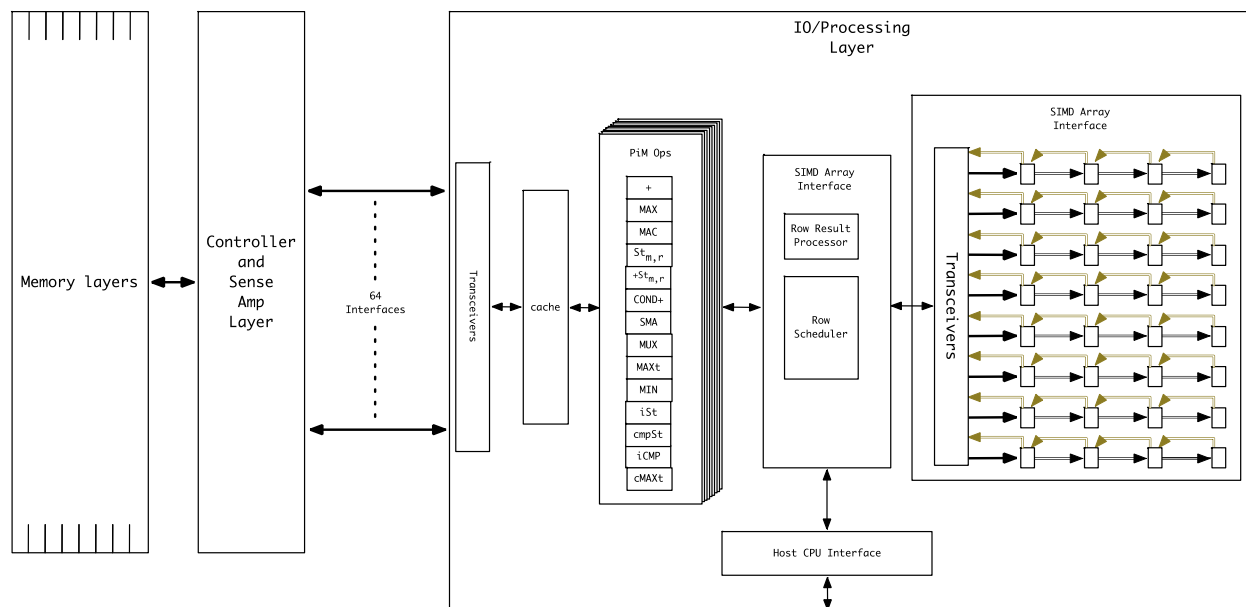 IO/Processing
Layer
Memory layers
Controller
and
Sense
Amp
Layer
64
Interfaces
Transceivers
cache
PiM Ops
+
MAX
MAC
Stm,r
+Stm,r
COND+
SMA
MUX
MAXt
MIN
iSt
cmpSt
iCMP
cMAXt
SIMD Array
Interface
Row Result
Processor
Row
Scheduler
Host CPU Interface
SIMD Array
Interface
Transceivers